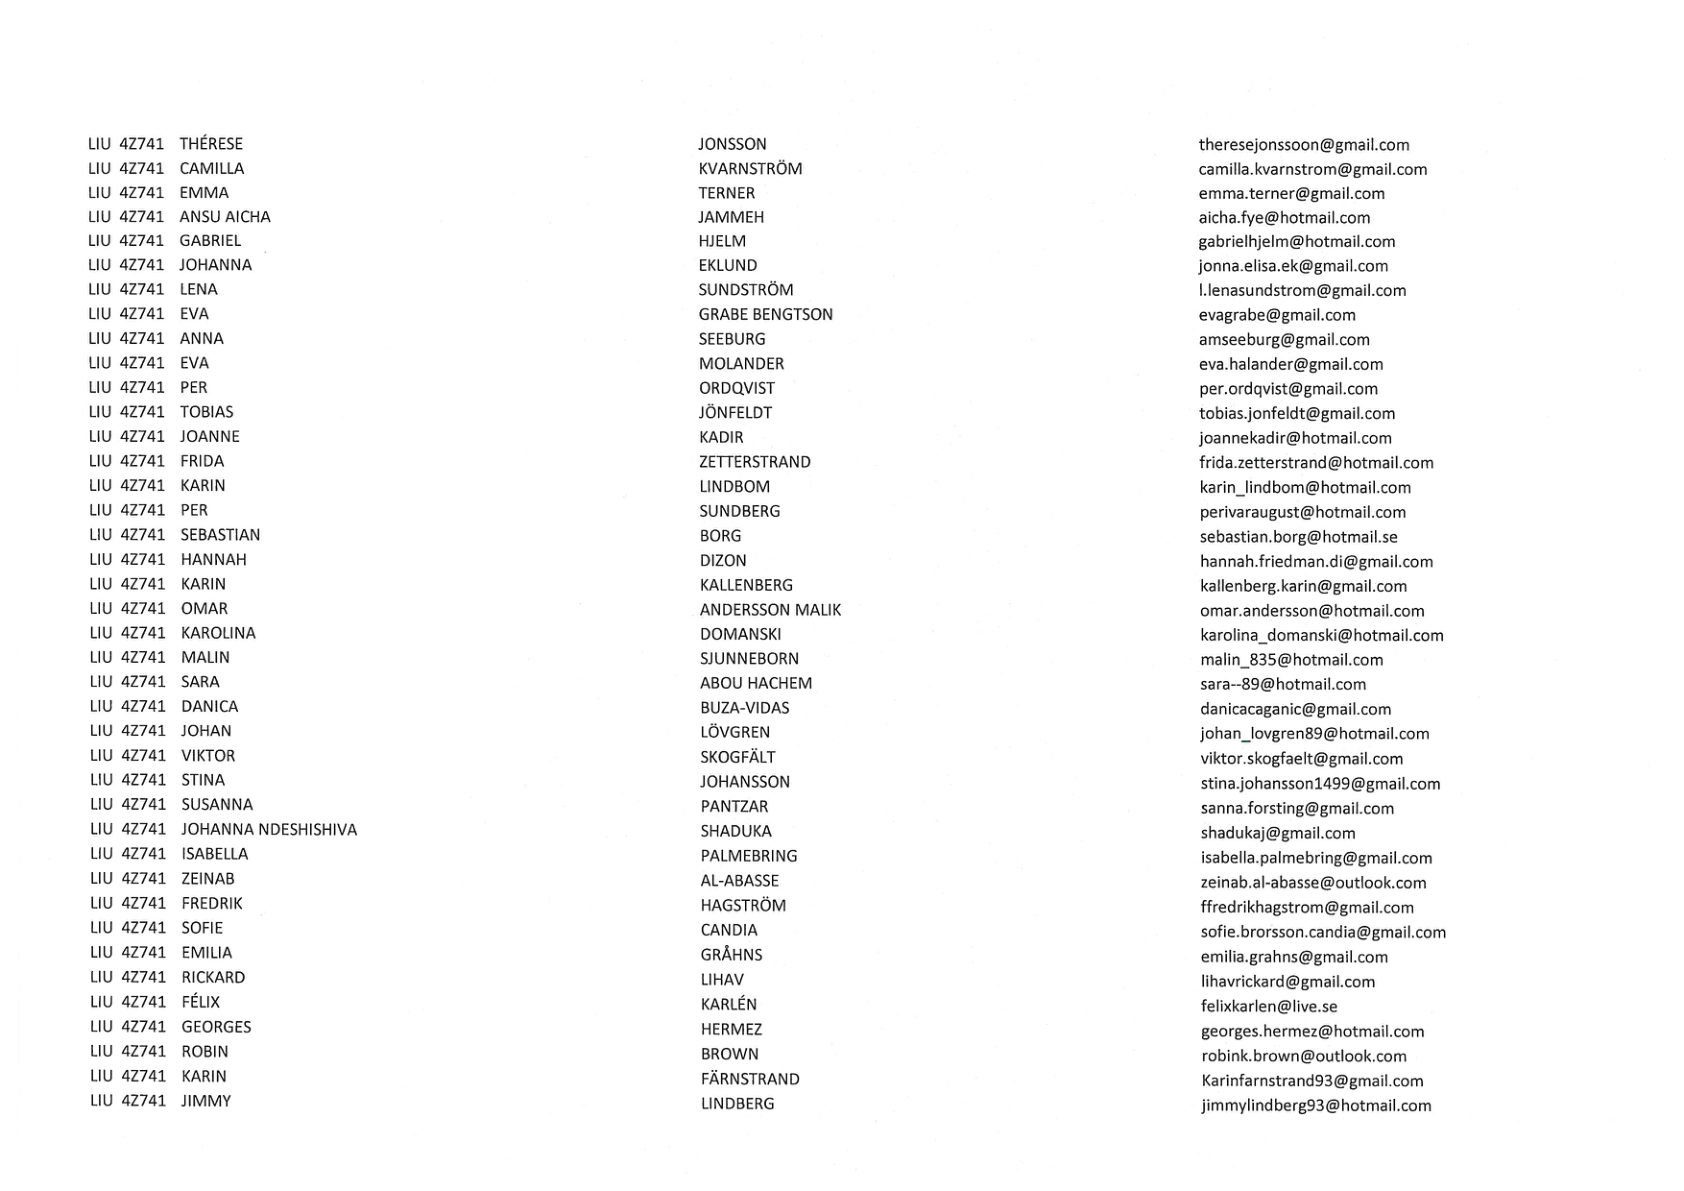 LIU 4Z741 THÉRESE JONSSON theresejonssoon@gmail.com
LIU 4Z741 CAMILLA KVARNSTRÖM camilla.kvarnstrom@gmail.com
LIU 4Z741 EMMA TERNER emma.terner@gmail.com
LIU 4Z741 ANSU AICHA JAMMEH aicha.fye@hotmail.com
LIU 4Z741 GABRIEL HJELM gabrielhjelm@hotmail.com
LIU 4Z741 JOHANNA EKLUND jonna.elisa.ek@gmail.com
LIU 4Z741 LENA SUNDSTRÖM l.lenasundstrom@gmail.com
LIU 4Z741 EVA GRABE BENGTSON evagrabe@gmail.com
LIU 4Z741 ANNA SEEBURG amseeburg@gmail.com
LIU 4Z741 EVA MOLANDER eva.halander@gmail.com
LIU 4Z741 PER ORDQVIST per.ordqvist@gmail.com
LIU 4Z741 TOBIAS JÖNFELDT tobias.jonfeldt@gmail.com
LIU 4Z741 JOANNE KADIR joannekadir@hotmail.com
LIU 4Z741 FRIDA ZETTERSTRAND frida.zetterstrand@hotmail.com
LIU 4Z741 KARIN LINDBOM karin_lindbom@hotmail.com
LIU 4Z741 PER SUNDBERG perivaraugust@hotmail.com
LIU 4Z741 SEBASTIAN BORG sebastian.borg@hotmail.se
LIU 4Z741 HANNAH DIZON hannah.friedman.di@gmail.com
LIU 4Z741 KARIN KALLENBERG kallenberg.karin@gmail.com
LIU 4Z741 OMAR ANDERSSON MALIK omar.andersson@hotmail.com
LIU 4Z741 KAROLINA DOMANSKI karolina_domanski@hotmail.com
LIU 4Z741 MALIN SJUNNEBORN malin_835@hotmail.com
LIU 4Z741 SARA ABOU HACHEM sara--89@hotmail.com
LIU 4Z741 DANICA BUZA-VIDAS danicacaganic@gmail.com
LIU 4Z741 JOHAN LÖVGREN johan_lovgren89@hotmail.com
LIU 4Z741 VIKTOR SKOGFÄLT viktor.skogfaelt@gmail.com
LIU 4Z741 STINA JOHANSSON stina.johansson1499@gmail.com
LIU 4Z741 SUSANNA PANTZAR sanna.forsting@gmail.com
LIU 4Z741 JOHANNA NDESHISHIVA SHADUKA shadukaj@gmail.com
LIU 4Z741 ISABELLA PALMEBRING isabella.palmebring@gmail.com
LIU 4Z741 ZEINAB AL-ABASSE zeinab.al-abasse@outlook.com
LIU 4Z741 FREDRIK HAGSTRÖM ffredrikhagstrom@gmail.com
LIU 4Z741 SOFIE CANDIA sofie.brorsson.candia@gmail.com
LIU 4Z741 EMILIA GRÅHNS emilia.grahns@gmail.com
LIU 4Z741 RICKARD LIHAV lihavrickard@gmail.com
LIU 4Z741 FÉLIX KARLÉN felixkarlen@live.se
LIU 4Z741 GEORGES HERMEZ georges.hermez@hotmail.com
LIU 4Z741 ROBIN BROWN robink.brown@outlook.com
LIU 4Z741 KARIN FÄRNSTRAND Karinfarnstrand93@gmail.com
LIU 4Z741 JIMMY LINDBERG jimmylindberg93@hotmail.com